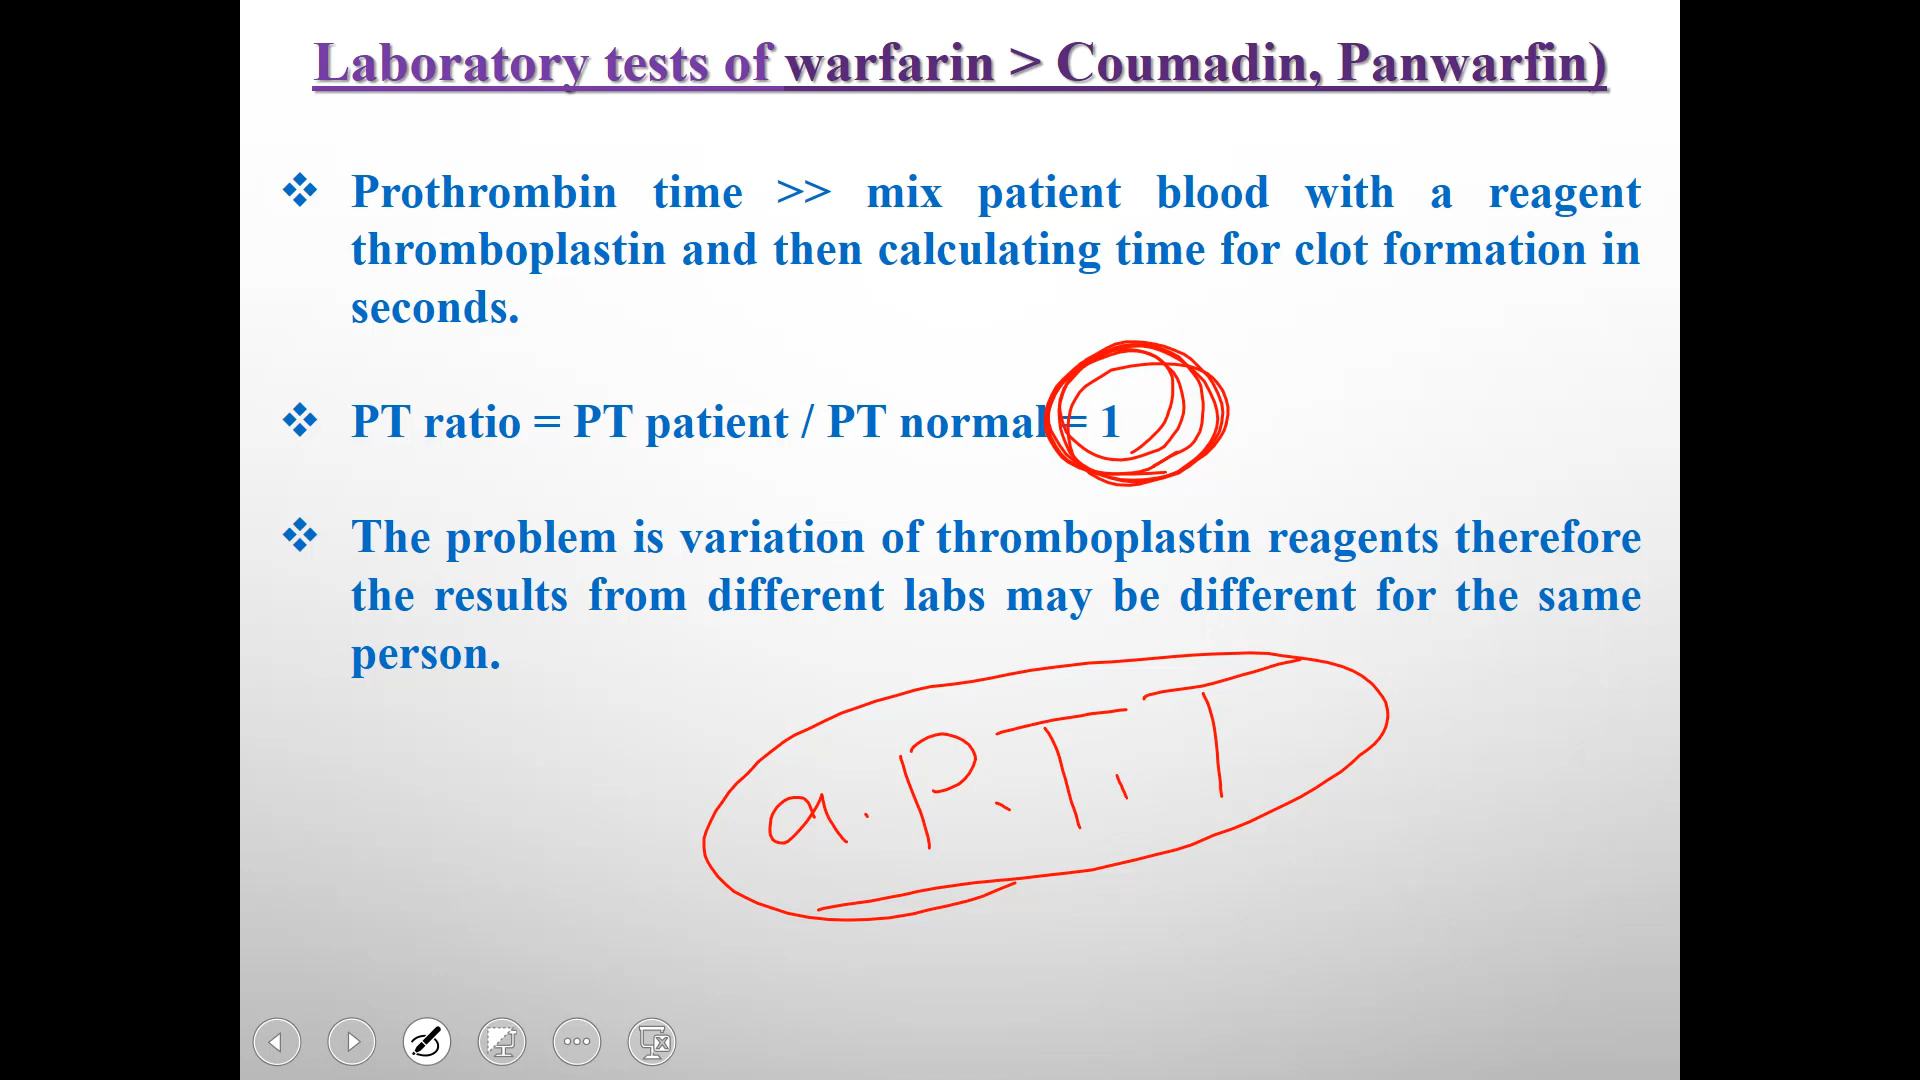 Laboratory tests of warfarin > Coumadin, Panwarfin)
❖ Prothrombin time >> mix patient blood with a reagent
thromboplastin and then calculating time for clot formation in
seconds.
❖ PT ratio = PT patient / PT normal = 1
❖ The problem is variation of thromboplastin reagents therefore
the results from different labs may be different for the same
person.
a.P.T.T